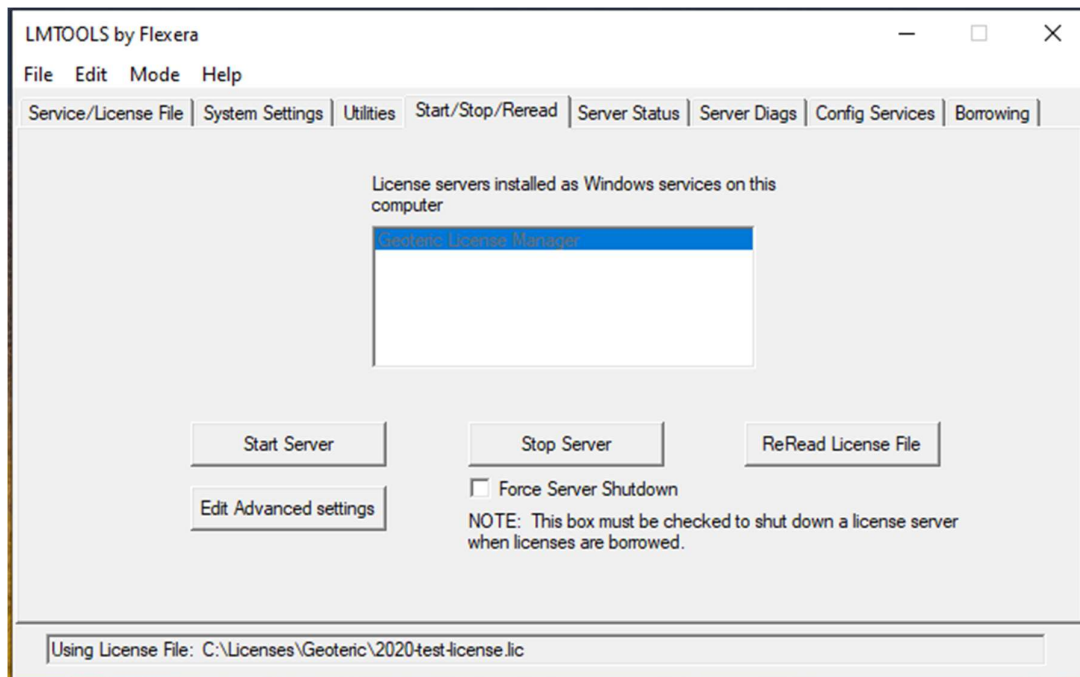 LMTOOLS by Flexera
File Edit Mode Help
Service/License File System Settings Utilities Start/Stop/Reread Server Status Server Diags Config Services Borrowing
License servers installed as Windows services on this
computer
Geoteric License Manager
Start Server Stop Server ReRead License File
Edit Advanced settings Force Server Shutdown
NOTE: This box must be checked to shut down a license server
when licenses are borrowed.
Using License File: C:\Licenses\Geoteric\2020-test-license.lic